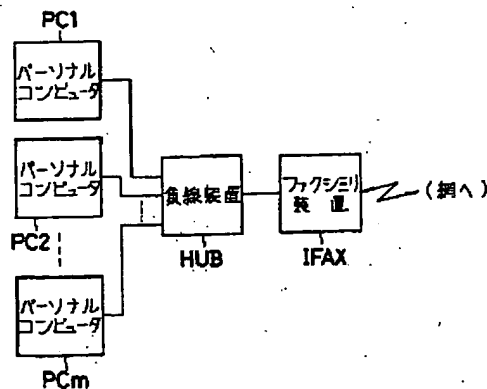 PC1
パーソナル
コンピュータ
パーソナル
コンピュータ
PC2
パーソナル
コンピュータ
PCm
負線装置
HUB
ファクシミリ
装置
IFAX
(網へ)